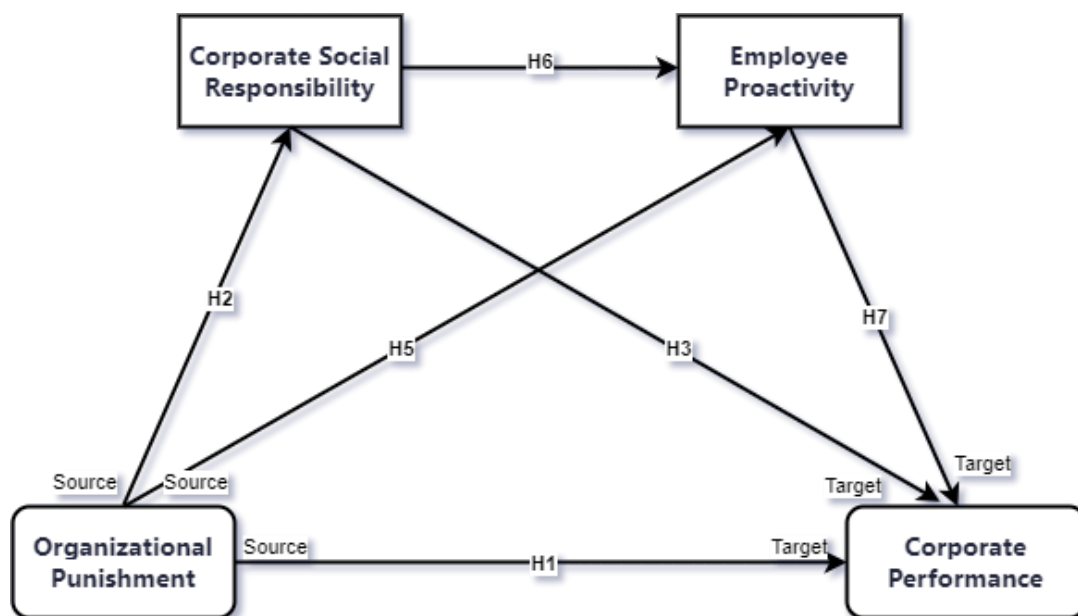 Corporate Social
Responsibility
H6
Employee
Proactivity
H2
H5
H3
H7
Source
Source
Target
Target
Organizational
Punishment
Source
H1
Target
Corporate
Performance